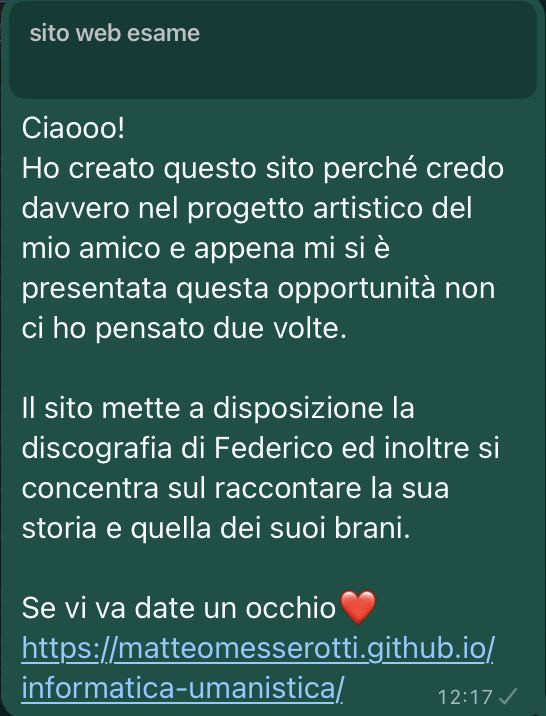 sito web esame
Ciaooo!
Ho creato questo sito perché credo
davvero nel progetto artistico del
mio amico e appena mi si è
presentata questa opportunità non
ci ho pensato due volte.
Il sito mette a disposizione la
discografia di Federico ed inoltre si
concentra sul raccontare la sua
storia e quella dei suoi brani.
Se vi va date un occhio❤️
https://matteomesserotti.github.io/
informatica-umanistica/
12:17